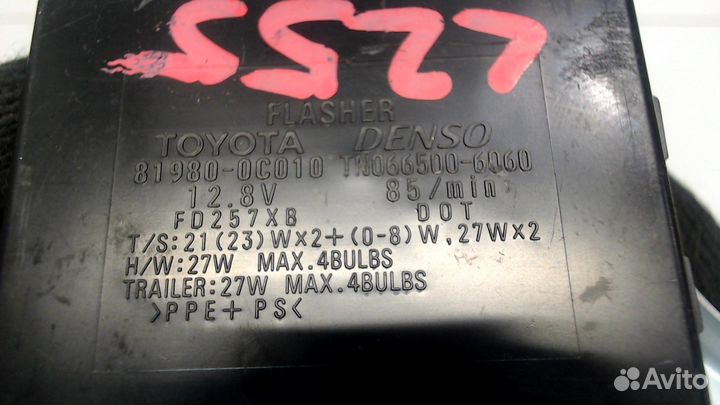 5527
FLASHER
TOYOTA DENSO
81980-0C010 TN066500-6060
12.8V 85/min
FD257XB DOT
T/S:21(23)W×2+(0-8)W,27W×2
H/W:27W MAX.4BULBS
TRAILER:27W MAX.4BULBS
>PPE+PS<
Avito